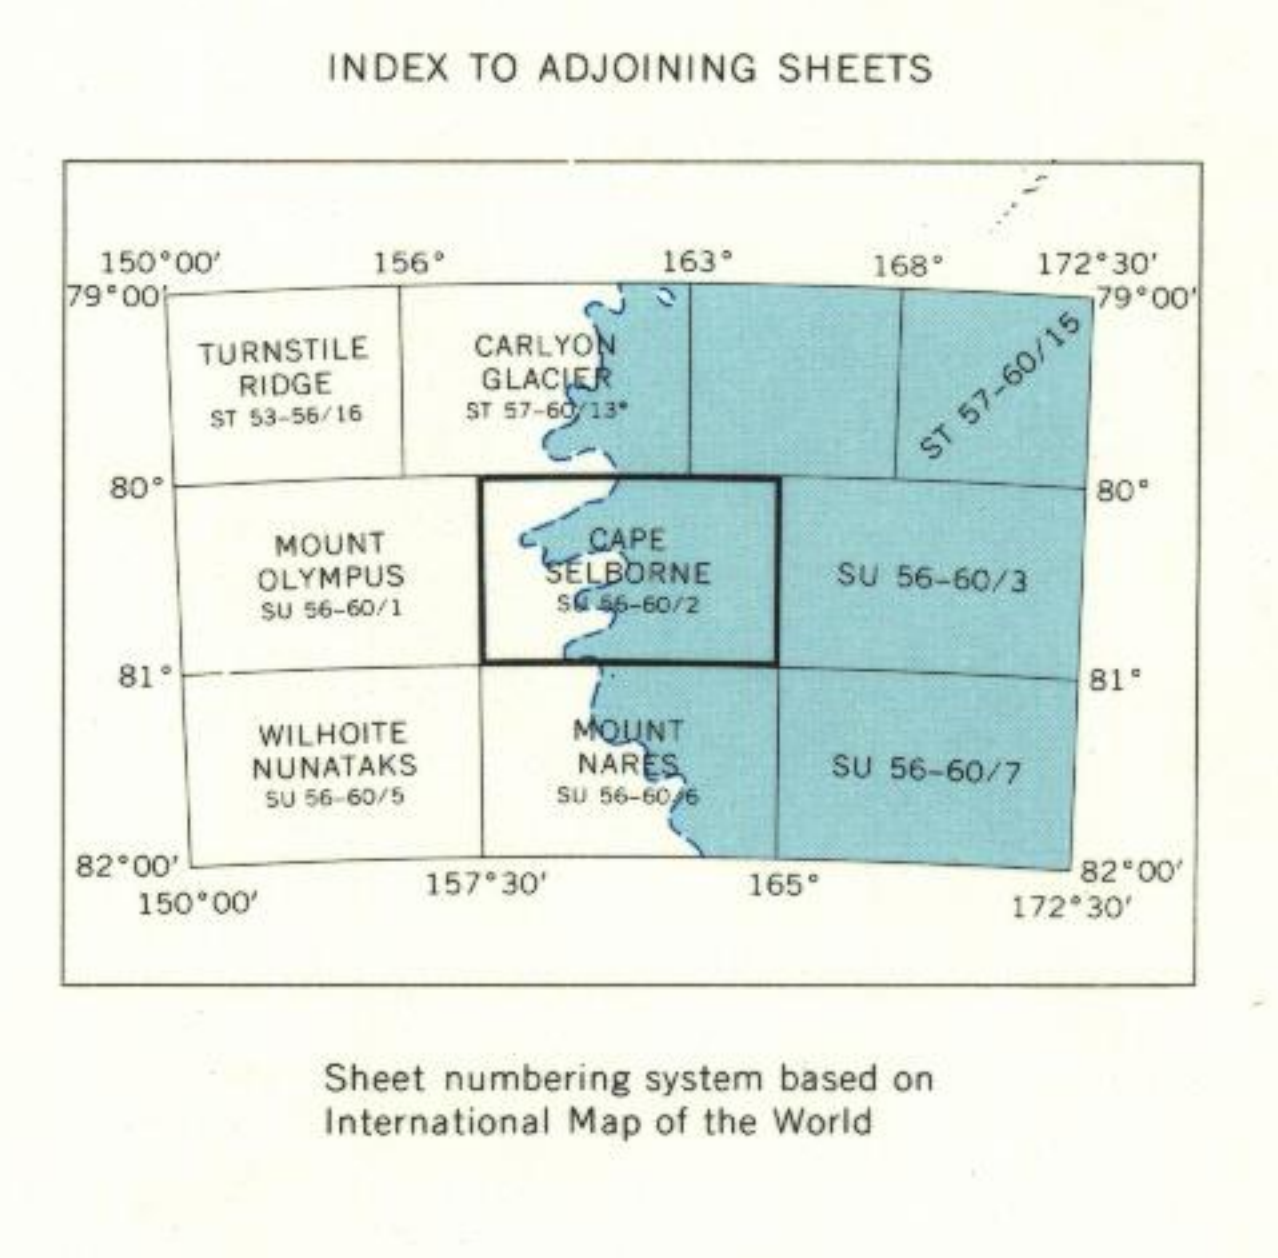 INDEX TO ADJOINING SHEETS
150°00′ 156° 163° 168° 172°30′
79°00′ 79°00′
TURNSTILE
RIDGE
ST 53-56/16
CARLYON
GLACIER
ST 57-60/13*
ST 57-60/15
80° 80°
MOUNT
OLYMPUS
SU 56-60/1
CAPE
SELBORNE
SU 56-60/2
SU 56-60/3
81° 81°
WILHOITE
NUNATAKS
SU 56-60/5
MOUNT
NARES
SU 56-60/6
SU 56-60/7
82°00′ 82°00′
150°00′ 157°30′ 165° 172°30′
Sheet numbering system based on
International Map of the World